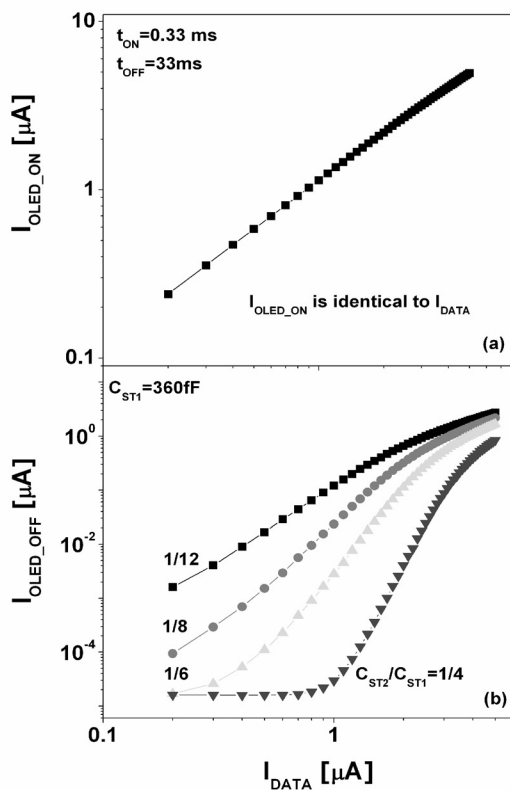 10
t_ON=0.33 ms
t_OFF=33ms
I_OLED_ON [μA]
1
I_OLED_ON is identical to I_DATA
(a)
0.1
C_ST1=360fF
10^0
I_OLED_OFF [μA]
10^-2
1/12
1/8
10^-4
1/6
C_ST2/C_ST1=1/4
(b)
0.1
1
I_DATA [μA]